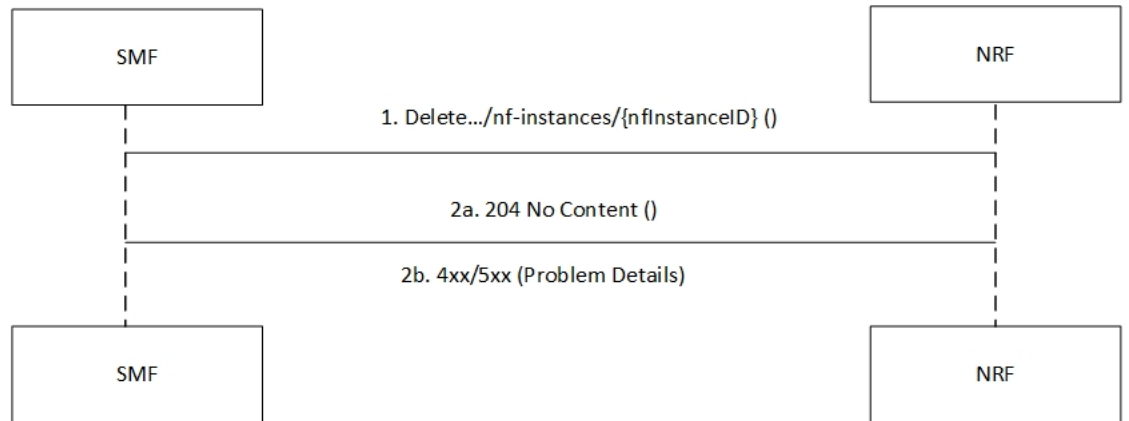 SMF
NRF
1. Delete.../nf-instances/{nfInstanceID} ()
2a. 204 No Content ()
2b. 4xx/5xx (Problem Details)
SMF
NRF